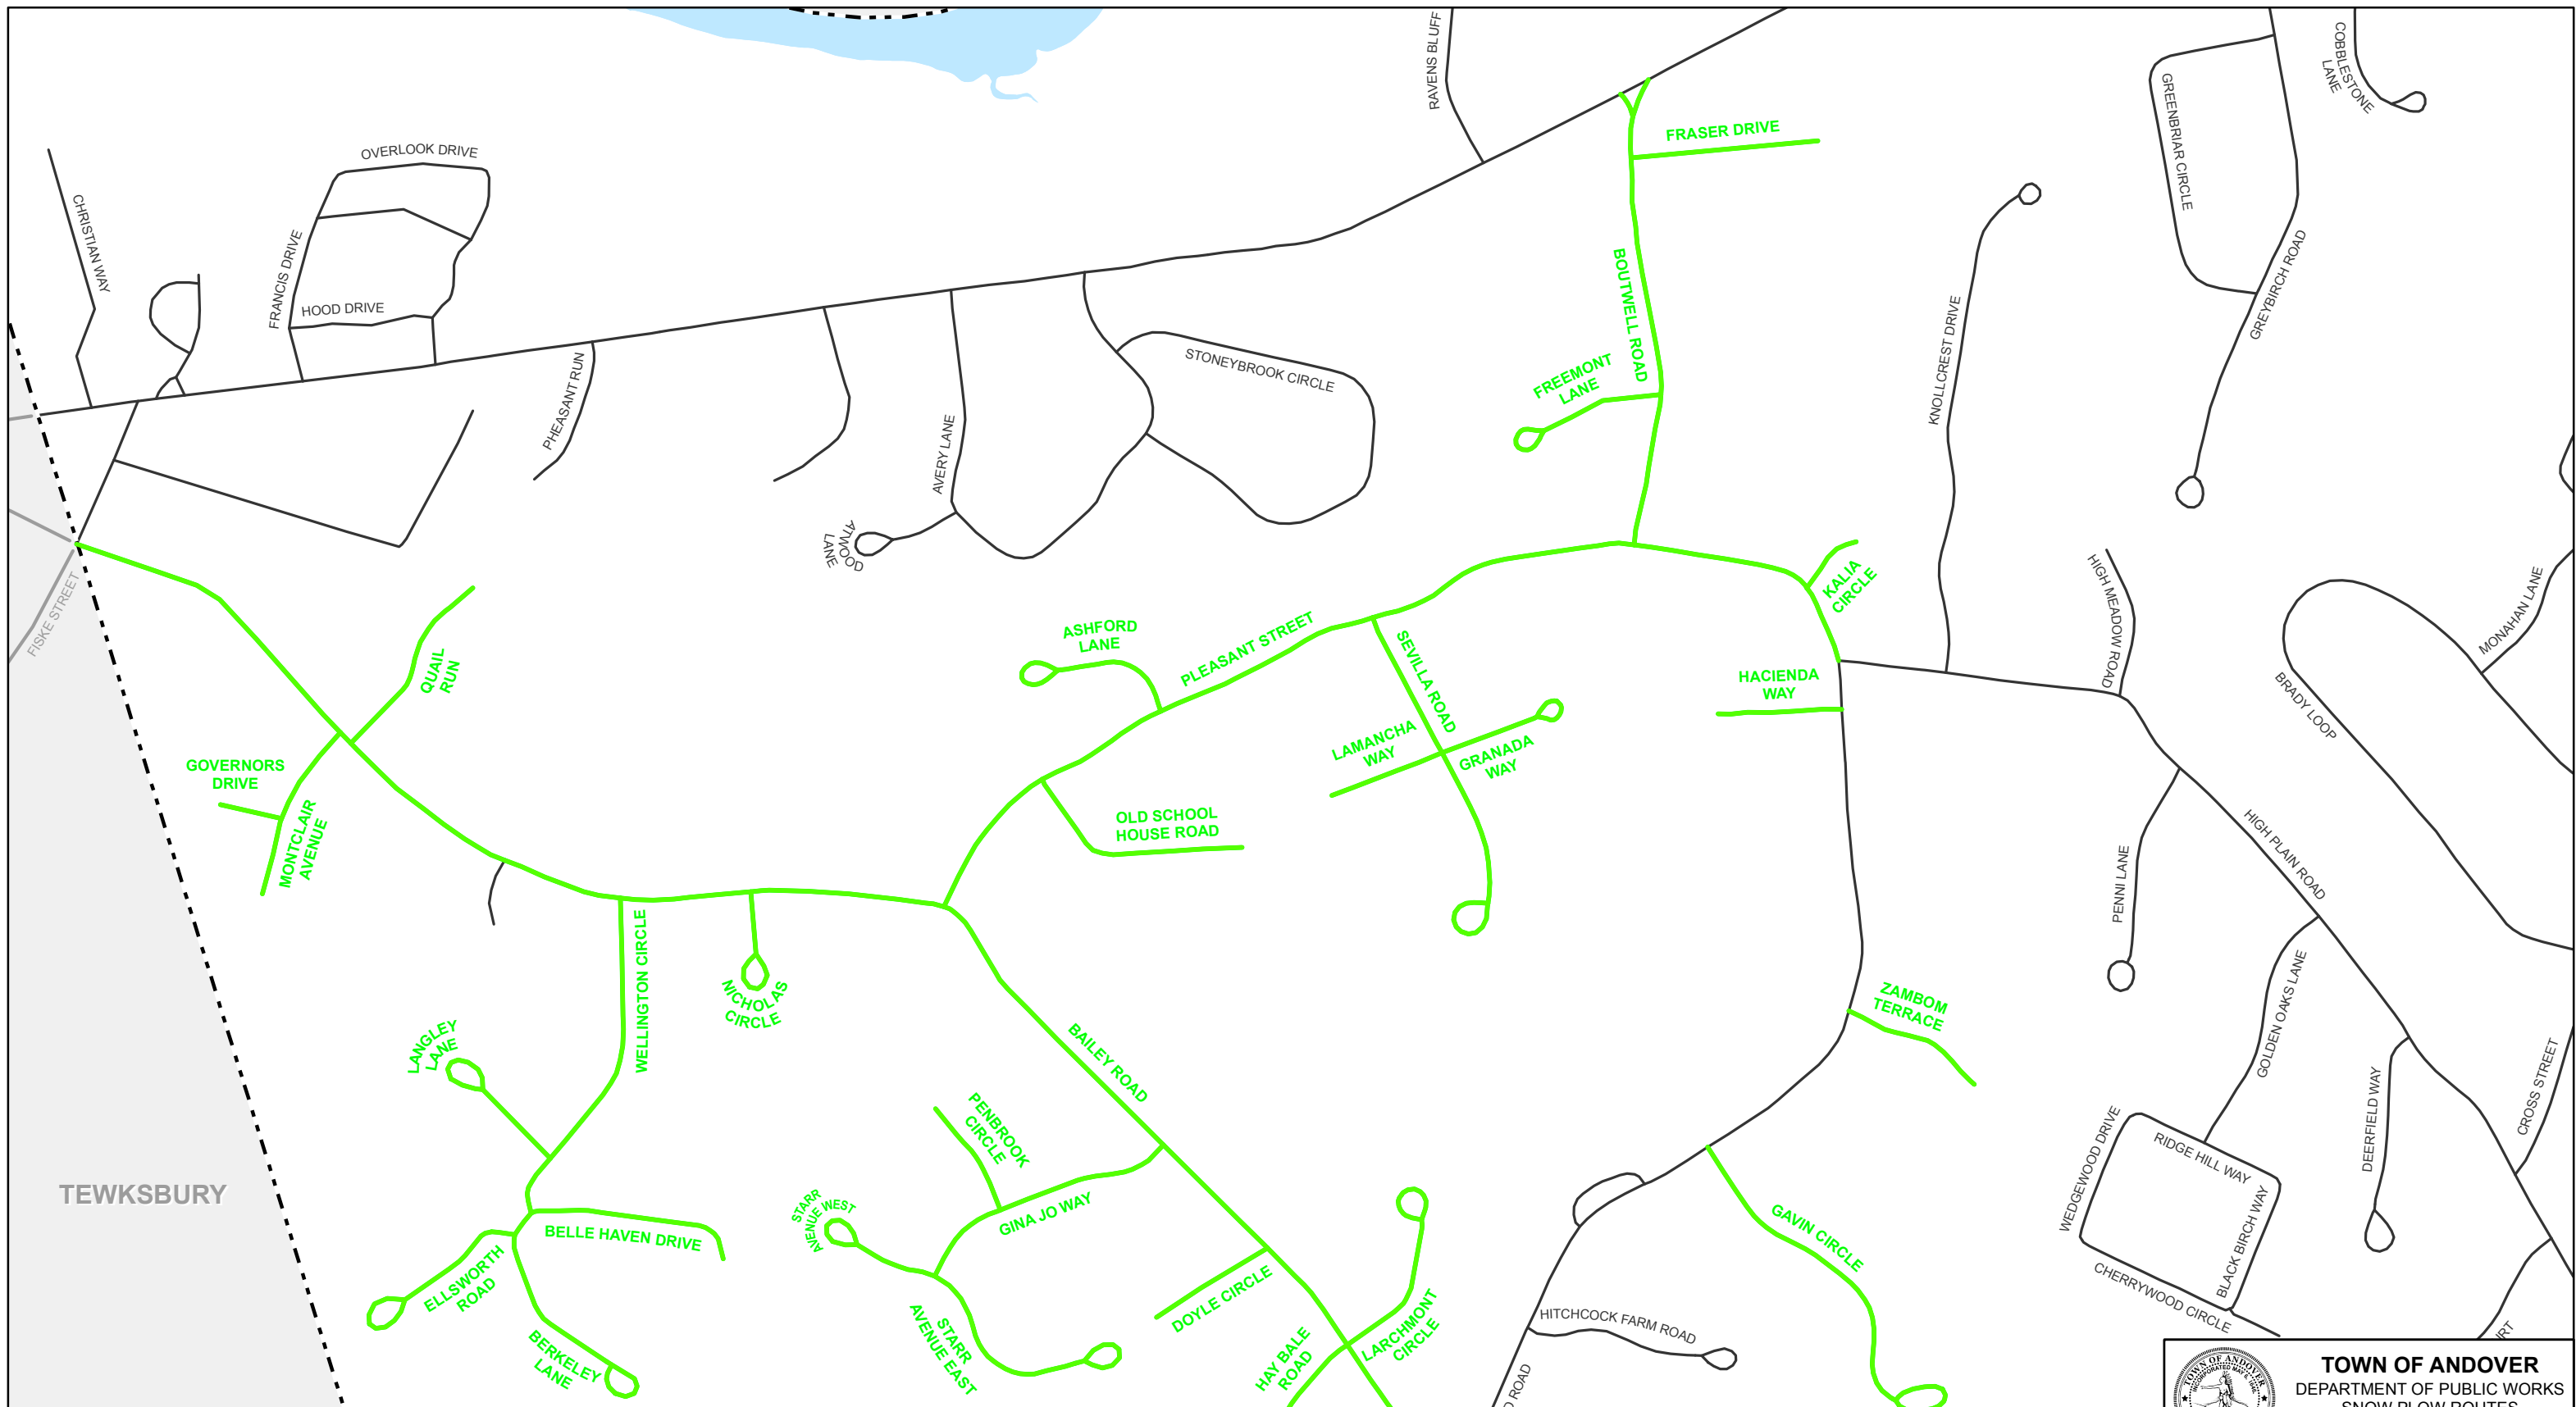 RAVENS BLUFF
COBBLESTONE
LANE
GREENBRIAR CIRCLE
FRASER DRIVE
OVERLOOK DRIVE
CHRISTIAN WAY
FRANCIS DRIVE
HOOD DRIVE
BOUTWELL ROAD
GREYBIRCH ROAD
KNOLLCREST DRIVE
PHEASANT RUN
STONEYBROOK CIRCLE
FREEMONT
LANE
AVERY LANE
ATWOOD
LANE
FISKE STREET
KALIA
CIRCLE
HIGH MEADOW ROAD
MONAHAN LANE
BRADY LOOP
ASHFORD
LANE
PLEASANT STREET
SEVILLA ROAD
QUAIL
RUN
HACIENDA
WAY
LAMANCHA
WAY
GRANADA
WAY
GOVERNORS
DRIVE
MONTCLAIR
AVENUE
OLD SCHOOL
HOUSE ROAD
HIGH PLAIN ROAD
PENNI LANE
WELLINGTON CIRCLE
NICHOLAS
CIRCLE
ZAMBOM
TERRACE
GOLDEN OAKS LANE
LANGLEY
LANE
BAILEY ROAD
CROSS STREET
DEERFIELD WAY
PENBROOK
CIRCLE
WEDGEWOOD DRIVE
RIDGE HILL WAY
TEWKSBURY
STARR
AVENUE WEST
GINA JO WAY
BELLE HAVEN DRIVE
GAVIN CIRCLE
BLACK BIRCH WAY
ELLSWORTH
ROAD
DOYLE CIRCLE
CHERRYWOOD CIRCLE
STARR
AVENUE EAST
LARCHMONT
CIRCLE
HITCHCOCK FARM ROAD
HAY BALE
ROAD
BERKELEY
LANE
ROAD
TOWN OF ANDOVER
DEPARTMENT OF PUBLIC WORKS
SNOW PLOW ROUTES
TOWN OF ANDOVER